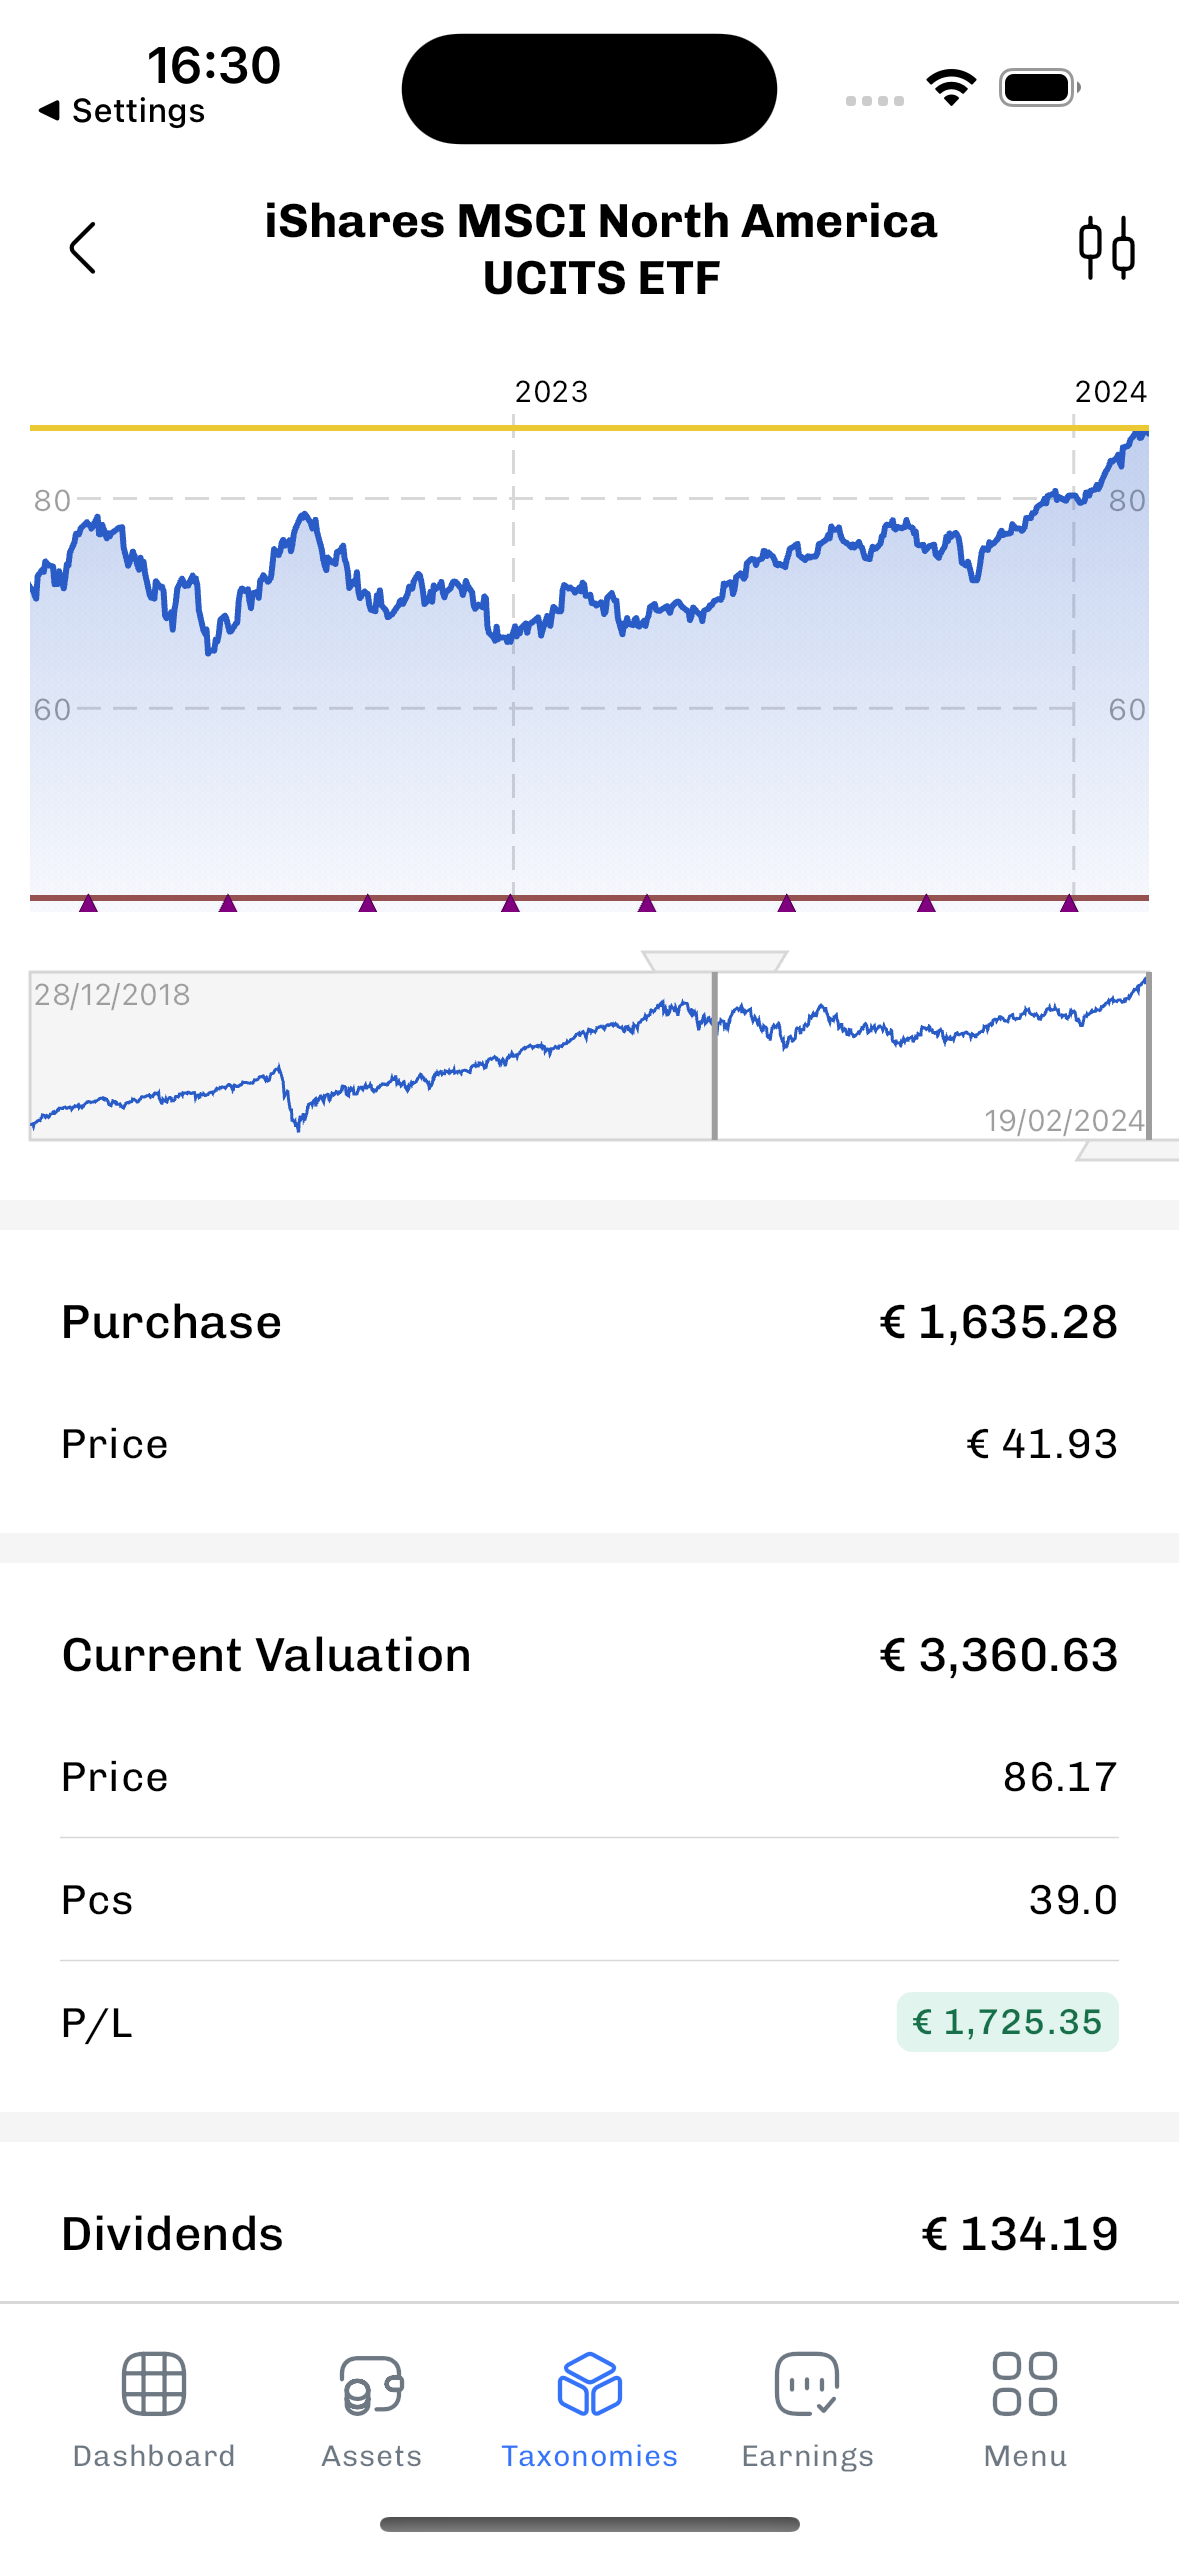 16:30
Settings
iShares MSCI North America
UCITS ETF
2023 2024
80 80
60 60
28/12/2018
19/02/2024
Purchase € 1,635.28
Price € 41.93
Current Valuation € 3,360.63
Price 86.17
Pcs 39.0
P/L € 1,725.35
Dividends € 134.19
Dashboard Assets Taxonomies Earnings Menu